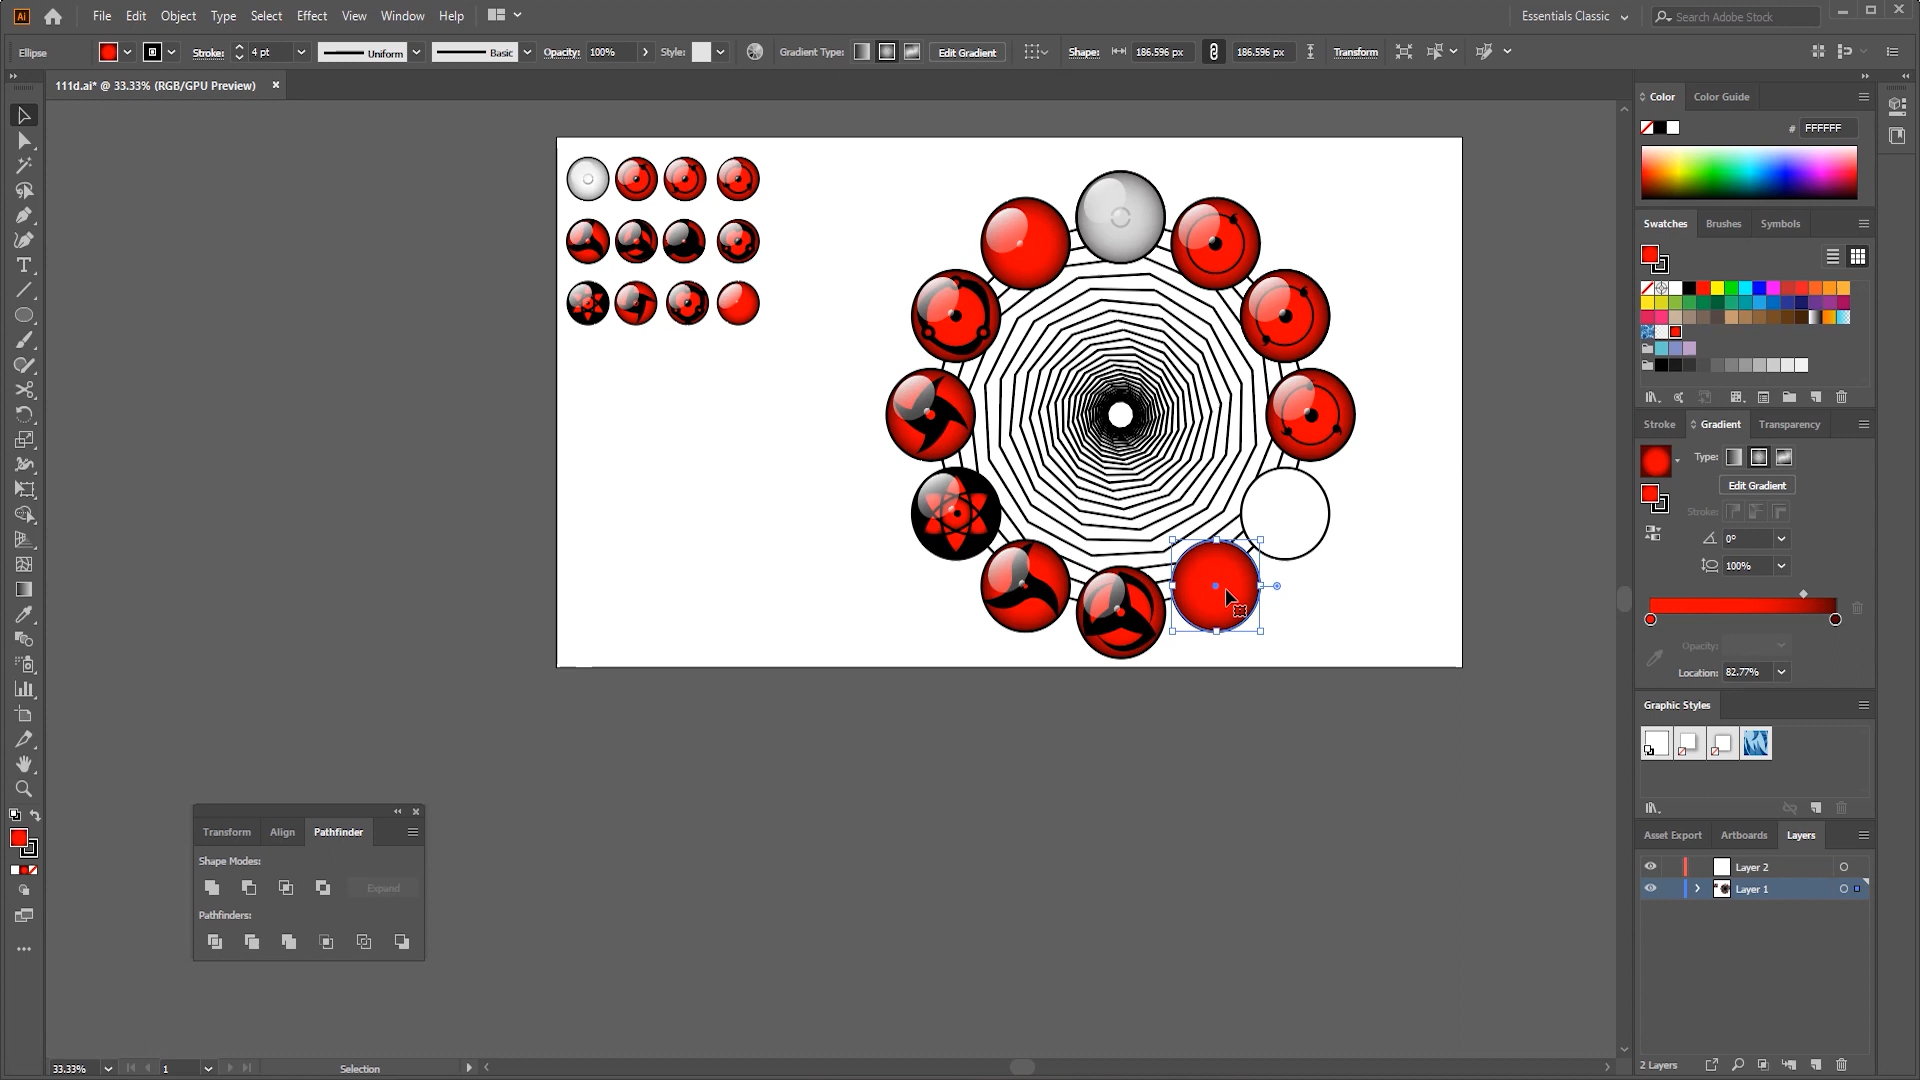 Ai File Edit Object Type Select Effect View Window Help Essentials Classic Search Adobe Stock
Ellipse Stroke: 4 pt Uniform Basic Opacity: 100% Style: Gradient Type: Edit Gradient Shape: 186.596 px 186.596 px Transform
111d.ai* @ 33.33% (RGB/GPU Preview)
Color Color Guide
# FFFFFF
Swatches Brushes Symbols
Stroke Gradient Transparency
Type:
Edit Gradient
Stroke:
0°
100%
Opacity:
Location: 82.77%
Graphic Styles
Transform Align Pathfinder
Shape Modes:
Expand
Pathfinders:
Asset Export Artboards Layers
Layer 2
Layer 1
2 Layers
33.33% 1 Selection